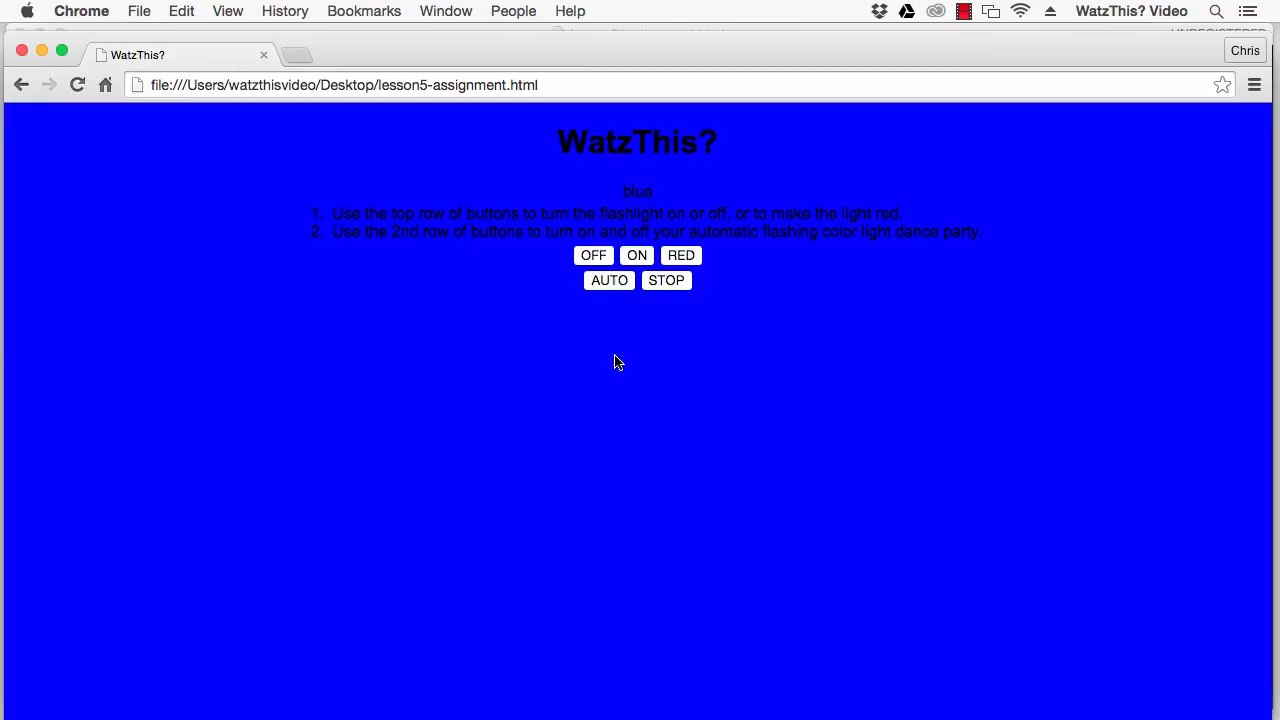 Chrome File Edit View History Bookmarks Window People Help WatzThis? Video
WatzThis? Chris
file:///Users/watzthisvideo/Desktop/lesson5-assignment.html
WatzThis?
blue
1. Use the top row of buttons to turn the flashlight on or off, or to make the light red.
2. Use the 2nd row of buttons to turn on and off your automatic flashing color light dance party.
OFF ON RED
AUTO STOP